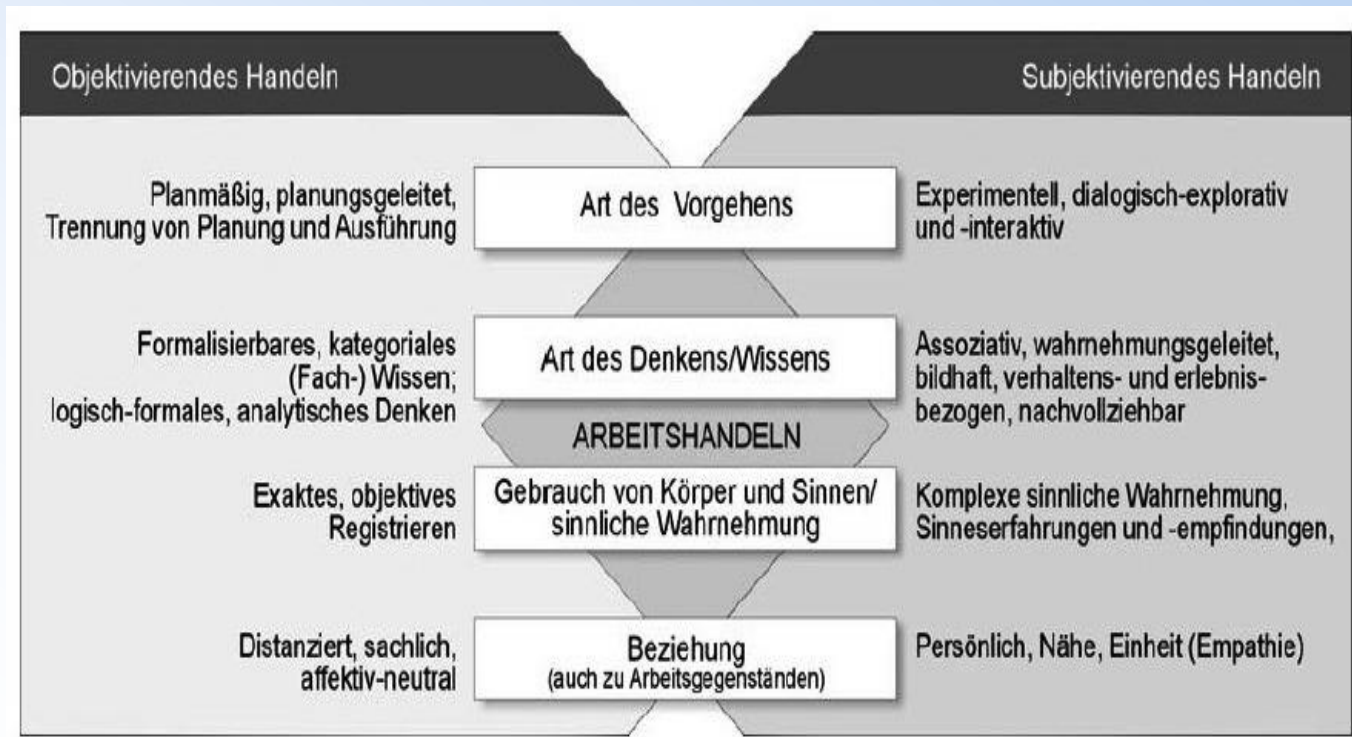 Objektivierendes Handeln
Subjektivierendes Handeln
Planmäßig, planungsgeleitet,
Trennung von Planung und Ausführung
Art des Vorgehens
Experimentell, dialogisch-explorativ
und -interaktiv
Formalisierbares, kategoriales
(Fach-) Wissen;
logisch-formales, analytisches Denken
Art des Denkens/Wissens
Assoziativ, wahrnehmungsgeleitet,
bildhaft, verhaltens- und erlebnis-
bezogen, nachvollziehbar
ARBEITSHANDELN
Exaktes, objektives
Registrieren
Gebrauch von Körper und Sinnen/
sinnliche Wahrnehmung
Komplexe sinnliche Wahrnehmung,
Sinneserfahrungen und -empfindungen,
Distanziert, sachlich,
affektiv-neutral
Beziehung
(auch zu Arbeitsgegenständen)
Persönlich, Nähe, Einheit (Empathie)